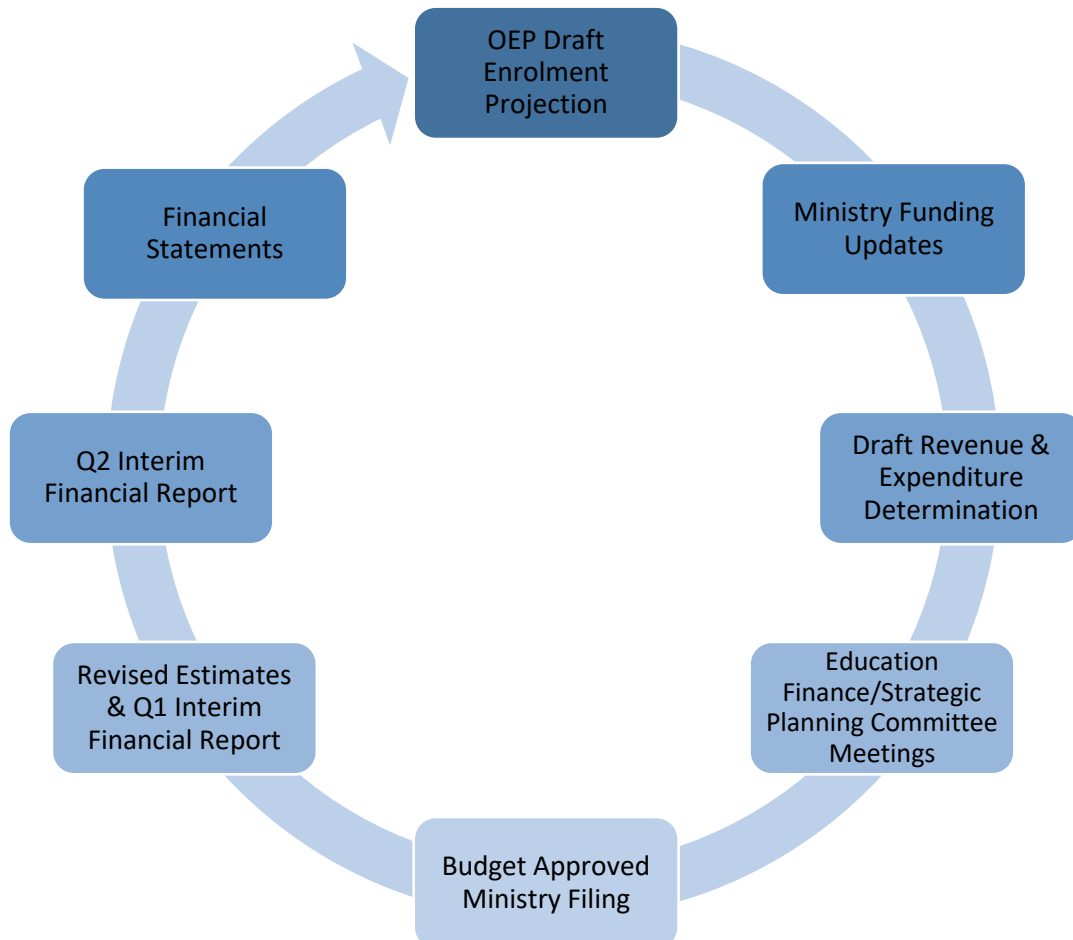 OEP Draft
Enrolment
Projection
Ministry Funding
Updates
Draft Revenue &
Expenditure
Determination
Education
Finance/Strategic
Planning Committee
Meetings
Budget Approved
Ministry Filing
Revised Estimates
& Q1 Interim
Financial Report
Q2 Interim
Financial Report
Financial
Statements